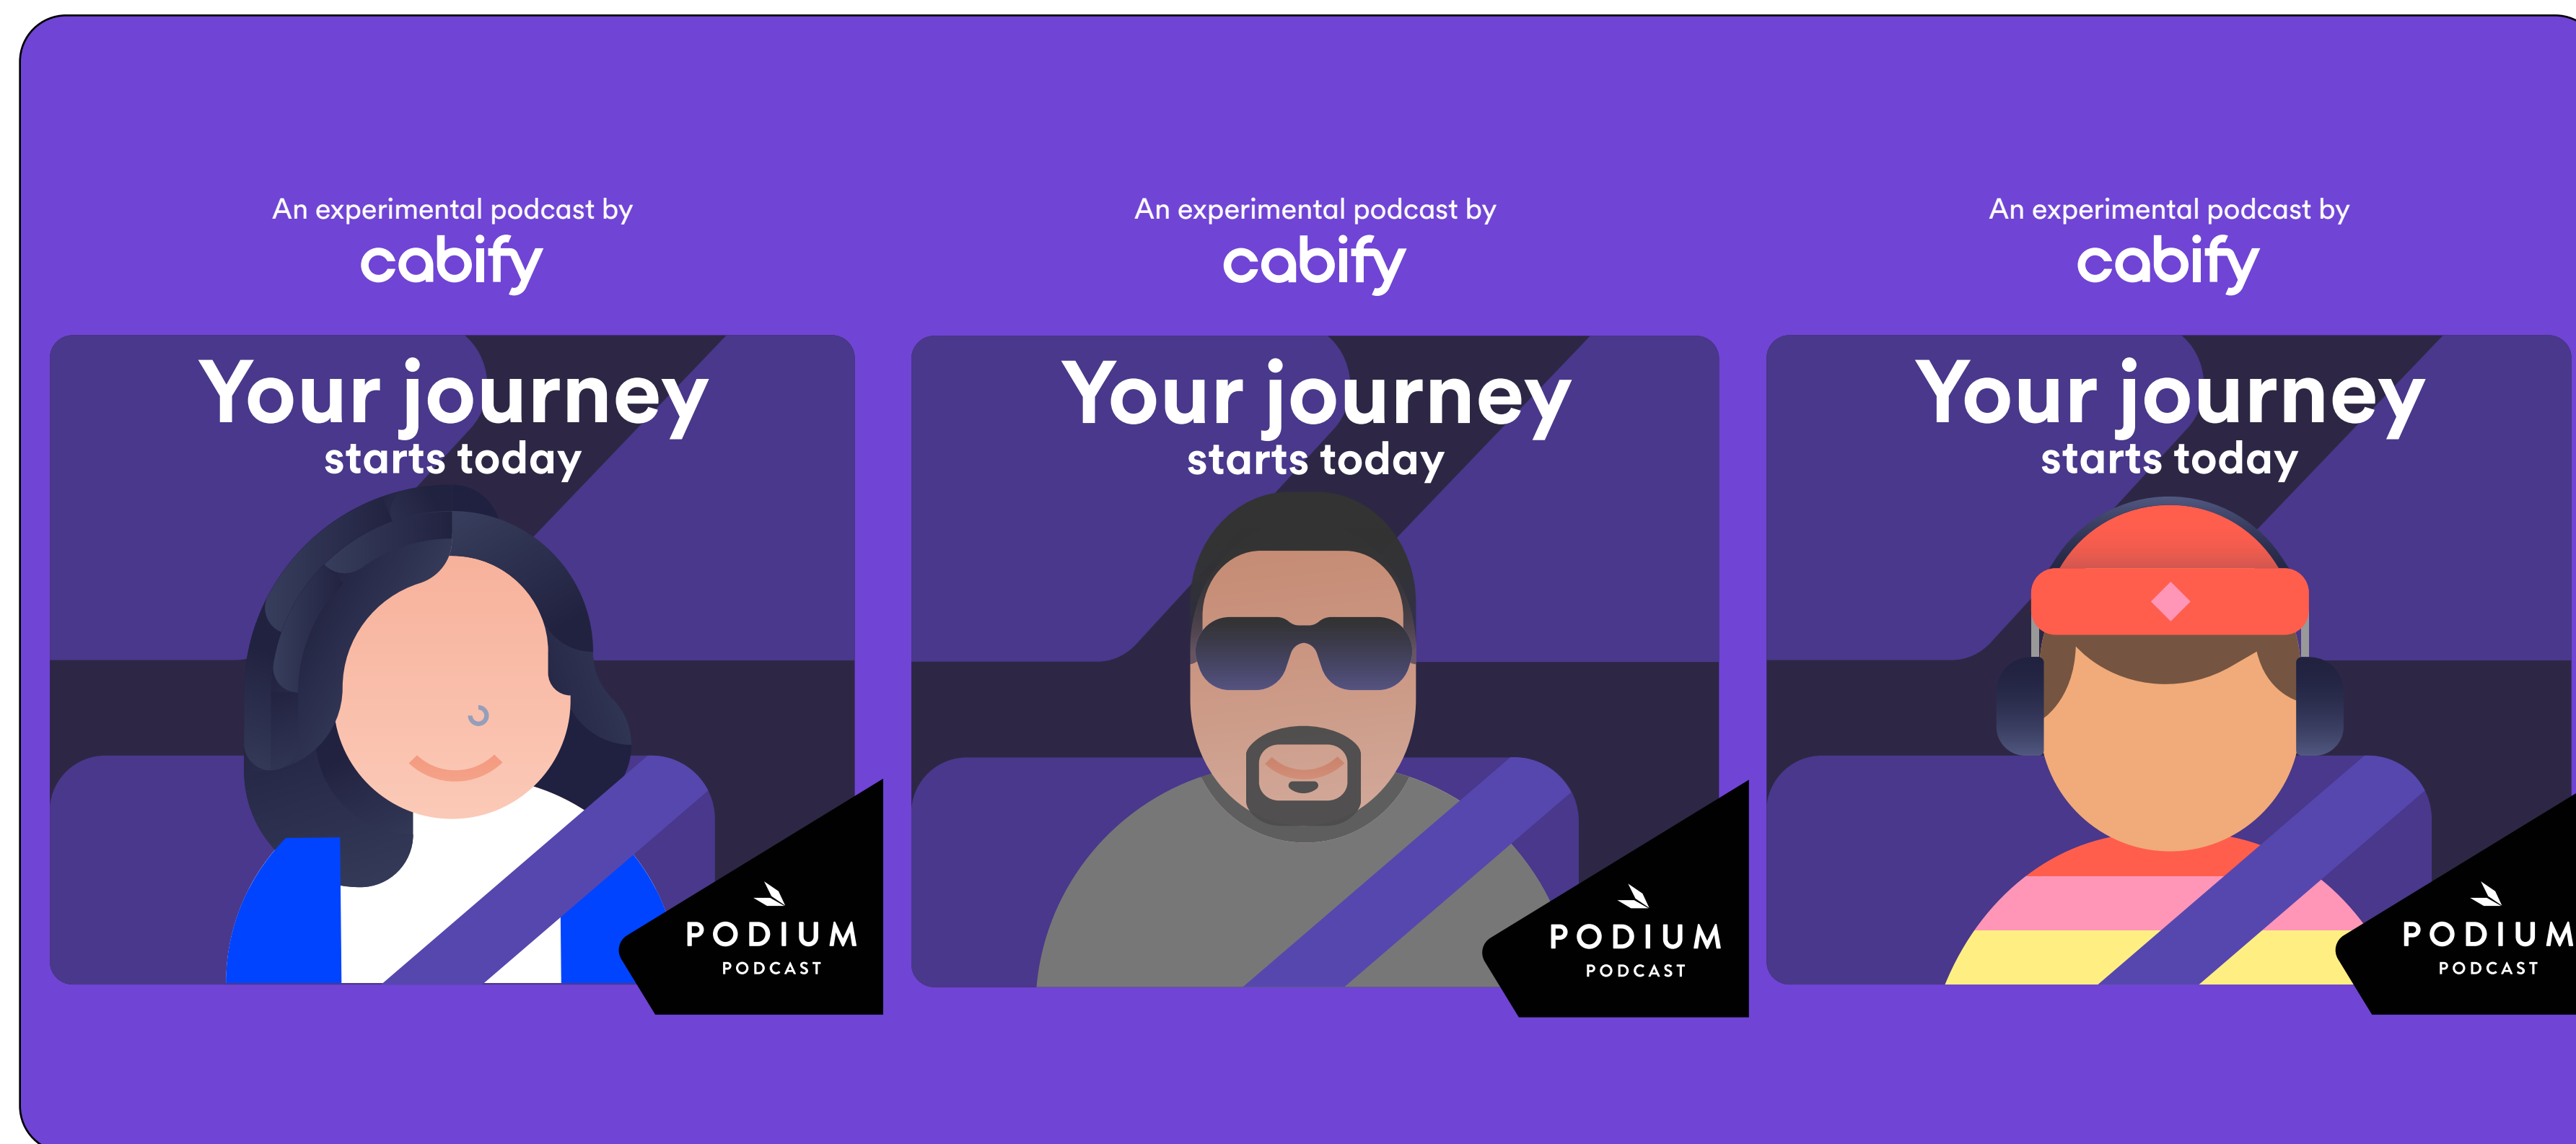 An experimental podcast by
cabify
Your journey
starts today
PODIUM
PODCAST
An experimental podcast by
cabify
Your journey
starts today
PODIUM
PODCAST
An experimental podcast by
cabify
Your journey
starts today
PODIUM
PODCAST